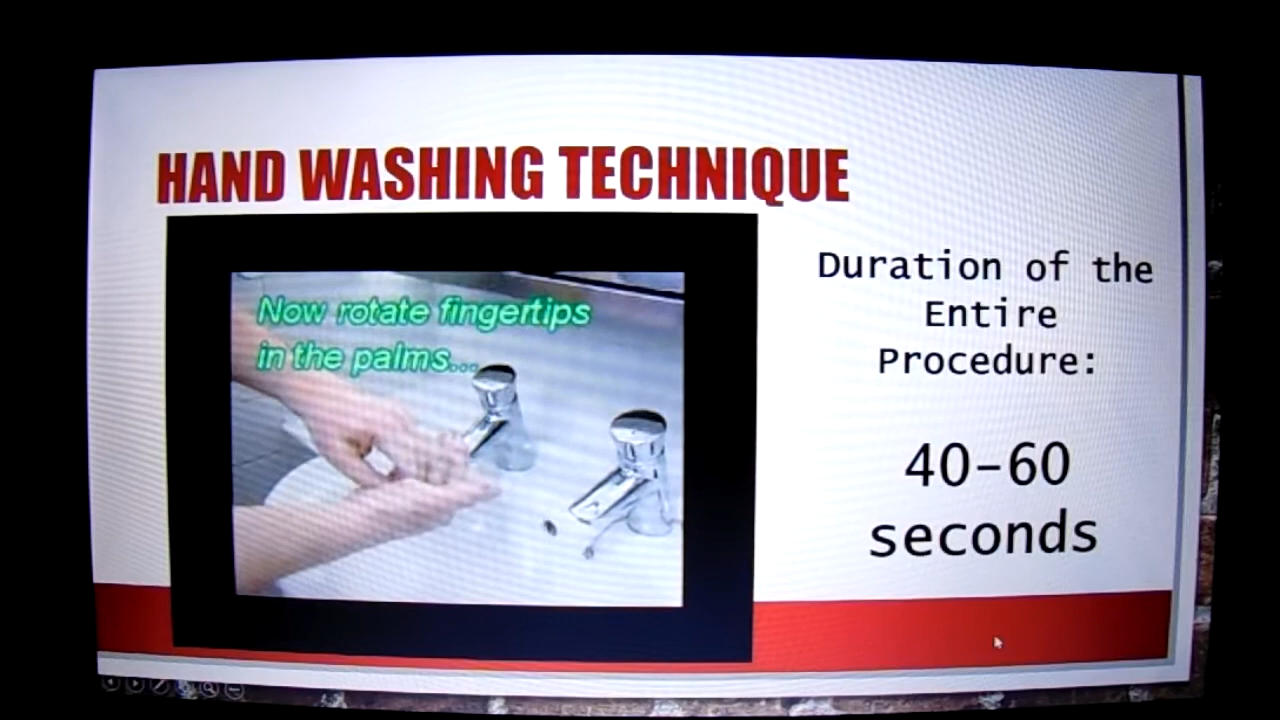 HAND WASHING TECHNIQUE
Now rotate fingertips
in the palms...
Duration of the
Entire
Procedure:
40-60
seconds